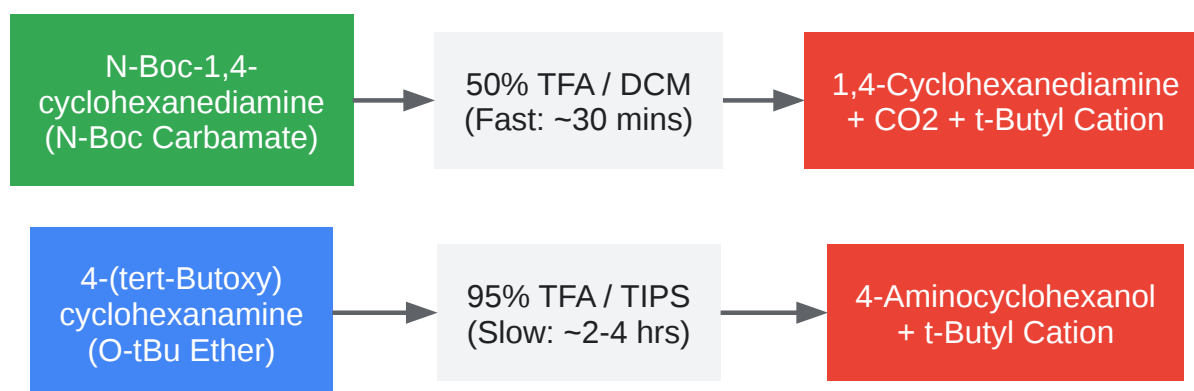 N-Boc-1,4-
cyclohexanediamine
(N-Boc Carbamate)
50% TFA / DCM
(Fast: ~30 mins)
1,4-Cyclohexanediamine
+ CO2 + t-Butyl Cation
4-(tert-Butoxy)
cyclohexanamine
(O-tBu Ether)
95% TFA / TIPS
(Slow: ~2-4 hrs)
4-Aminocyclohexanol
+ t-Butyl Cation